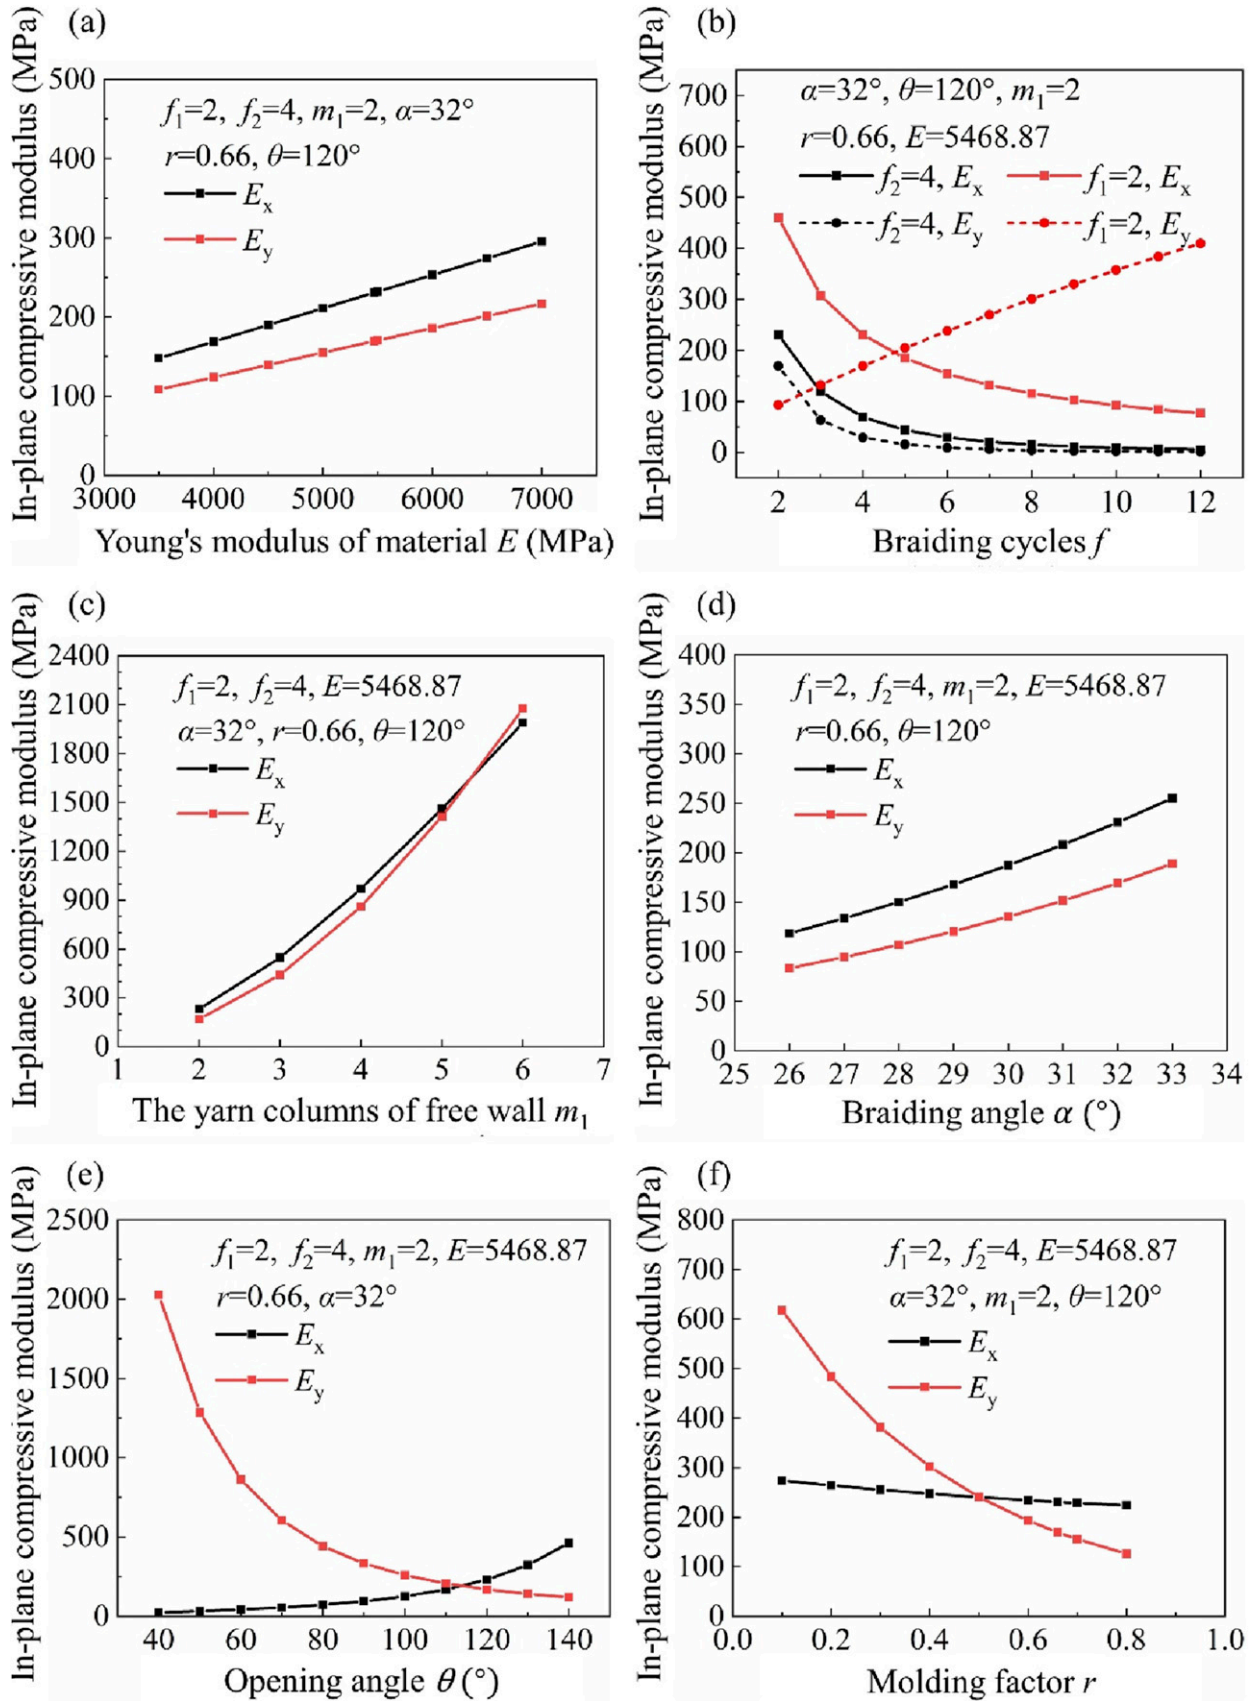 (a)
In-plane compressive modulus (MPa)
500
400
300
200
100
0
f₁=2, f₂=4, m₁=2, α=32°
r=0.66, θ=120°
Eₓ
E_y
3000 4000 5000 6000 7000
Young's modulus of material E (MPa)
(b)
In-plane compressive modulus (MPa)
700
600
500
400
300
200
100
0
α=32°, θ=120°, m₁=2
r=0.66, E=5468.87
f₂=4, Eₓ f₁=2, Eₓ
f₂=4, E_y f₁=2, E_y
2 4 6 8 10 12
Braiding cycles f
(c)
In-plane compressive modulus (MPa)
2400
2100
1800
1500
1200
900
600
300
0
f₁=2, f₂=4, E=5468.87
α=32°, r=0.66, θ=120°
Eₓ
E_y
1 2 3 4 5 6 7
The yarn columns of free wall m₁
(d)
In-plane compressive modulus (MPa)
400
350
300
250
200
150
100
50
0
f₁=2, f₂=4, m₁=2, E=5468.87
r=0.66, θ=120°
Eₓ
E_y
25 26 27 28 29 30 31 32 33 34
Braiding angle α (°)
(e)
In-plane compressive modulus (MPa)
2500
2000
1500
1000
500
0
f₁=2, f₂=4, m₁=2, E=5468.87
r=0.66, α=32°
Eₓ
E_y
40 60 80 100 120 140
Opening angle θ (°)
(f)
In-plane compressive modulus (MPa)
800
700
600
500
400
300
200
100
0
f₁=2, f₂=4, E=5468.87
α=32°, m₁=2, θ=120°
Eₓ
E_y
0.0 0.2 0.4 0.6 0.8 1.0
Molding factor r